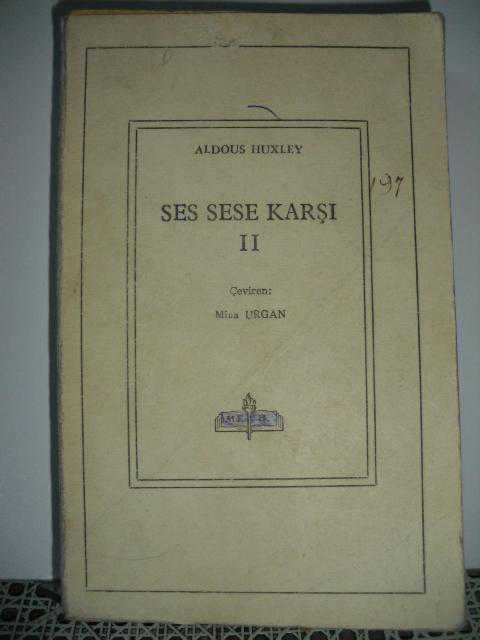 ALDOUS HUXLEY
197
SES SESE KARŞI
II
Çeviren:
Mina URGAN